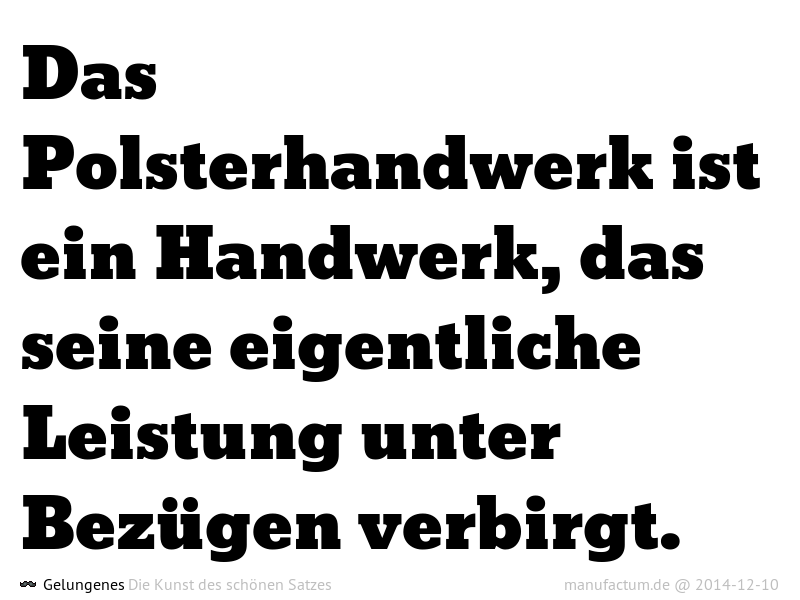 Das
Polsterhandwerk ist
ein Handwerk, das
seine eigentliche
Leistung unter
Bezügen verbirgt.
Gelungenes Die Kunst des schönen Satzes manufactum.de @ 2014-12-10